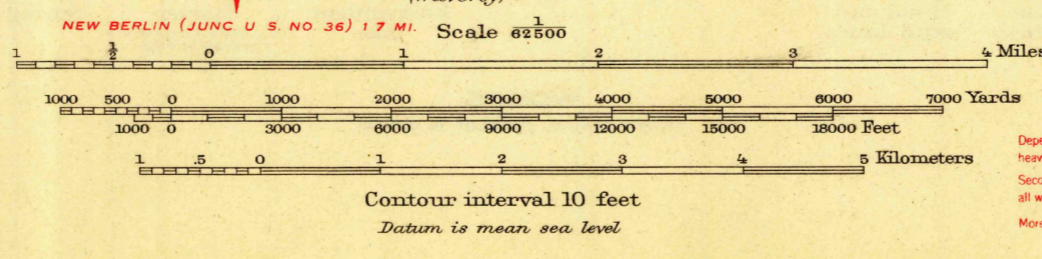 NEW BERLIN (JUNC. U S. NO. 36) 1 7 MI.
Scale 1/62500
1 1/2 0 1 2 3 4 Miles
1000 500 0 1000 2000 3000 4000 5000 6000 7000 Yards
1000 0 3000 6000 9000 12000 15000 18000 Feet
1 .5 0 1 2 3 4 5 Kilometers
Contour interval 10 feet
Datum is mean sea level
all